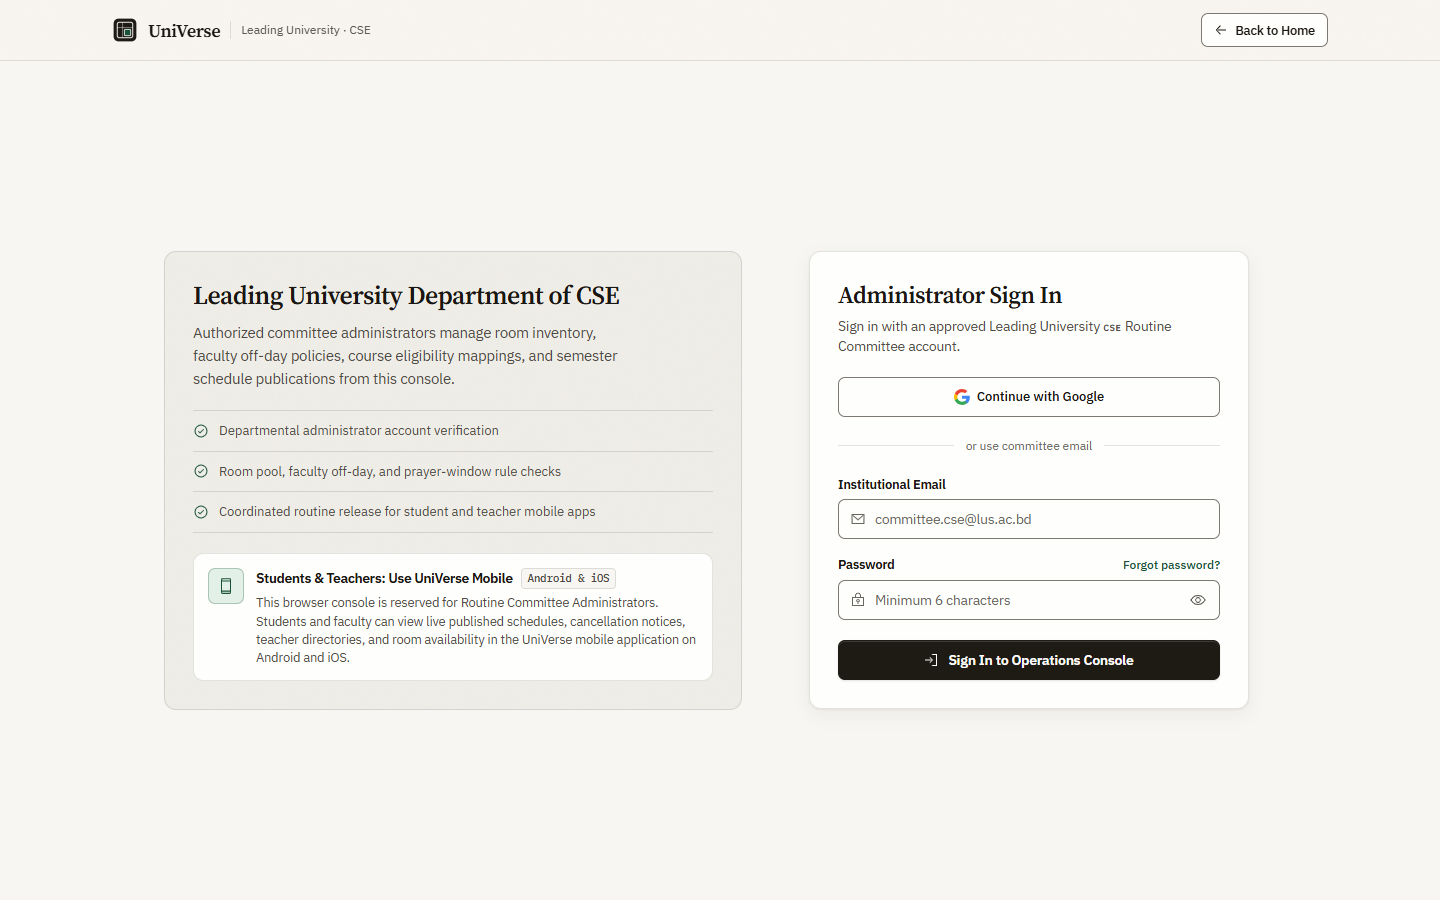 UniVerse
Leading University · CSE
Back to Home
Leading University Department of CSE
Authorized committee administrators manage room inventory,
faculty off-day policies, course eligibility mappings, and semester
schedule publications from this console.
Departmental administrator account verification
Room pool, faculty off-day, and prayer-window rule checks
Coordinated routine release for student and teacher mobile apps
Students & Teachers: Use UniVerse Mobile
Android & iOS
This browser console is reserved for Routine Committee Administrators.
Students and faculty can view live published schedules, cancellation notices,
teacher directories, and room availability in the UniVerse mobile application on
Android and iOS.
Administrator Sign In
Sign in with an approved Leading University CSE Routine
Committee account.
Continue with Google
or use committee email
Institutional Email
committee.cse@lus.ac.bd
Password
Forgot password?
Minimum 6 characters
Sign In to Operations Console